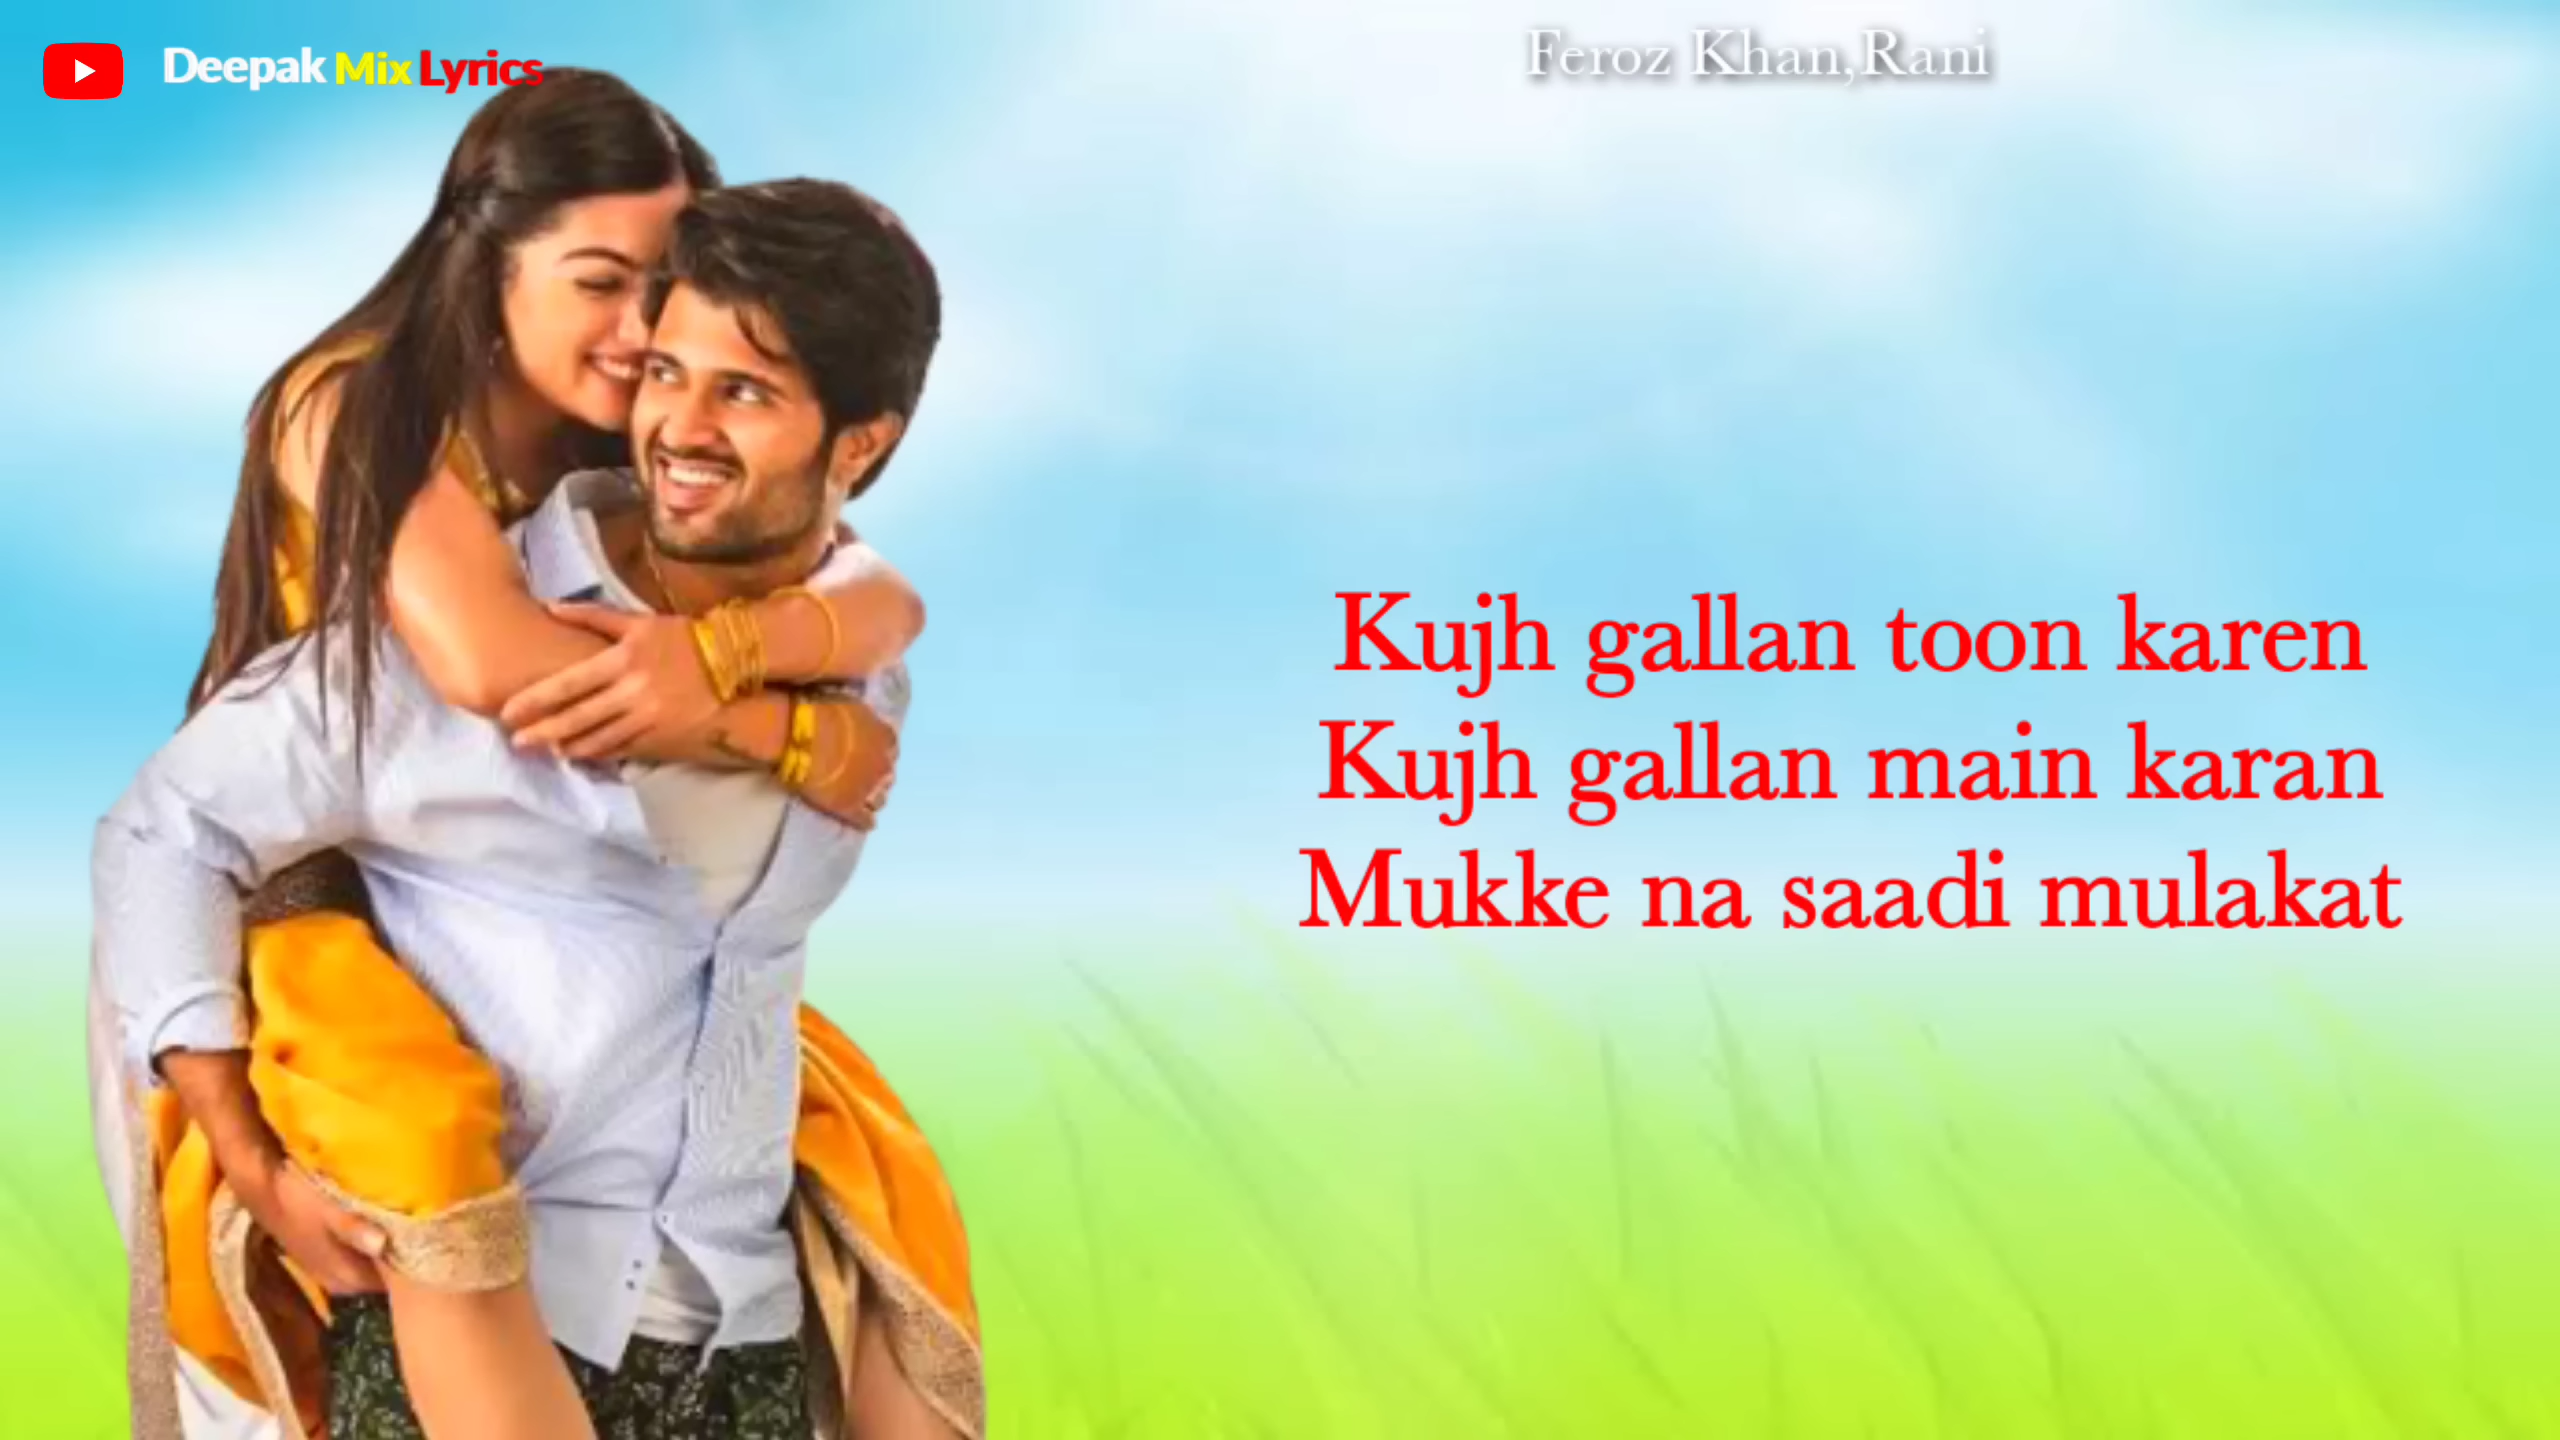 Deepak Mix Lyrics
Feroz Khan,Rani
Kujh gallan toon karen
Kujh gallan main karan
Mukke na saadi mulakat